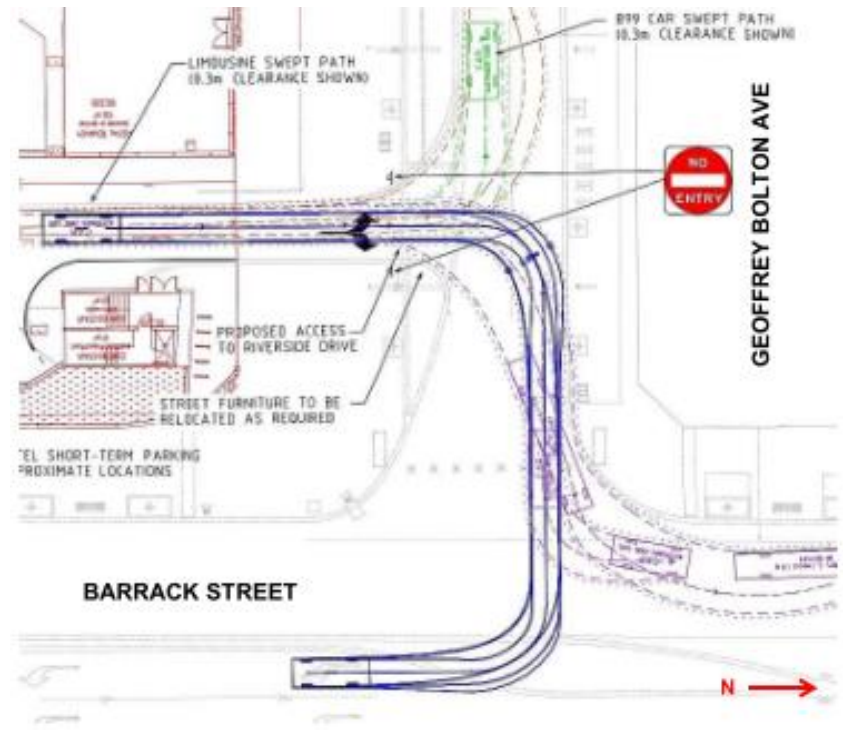 B99 CAR SWEPT PATH
(0.3m CLEARANCE SHOWN)
LIMOUSINE SWEPT PATH
(0.3m CLEARANCE SHOWN)
NO
ENTRY
GEOFFREY BOLTON AVE
PROPOSED ACCESS
TO RIVERSIDE DRIVE
STREET FURNITURE TO BE
RELOCATED AS REQUIRED
TEL SHORT-TERM PARKING
PROXIMATE LOCATIONS
BARRACK STREET
N